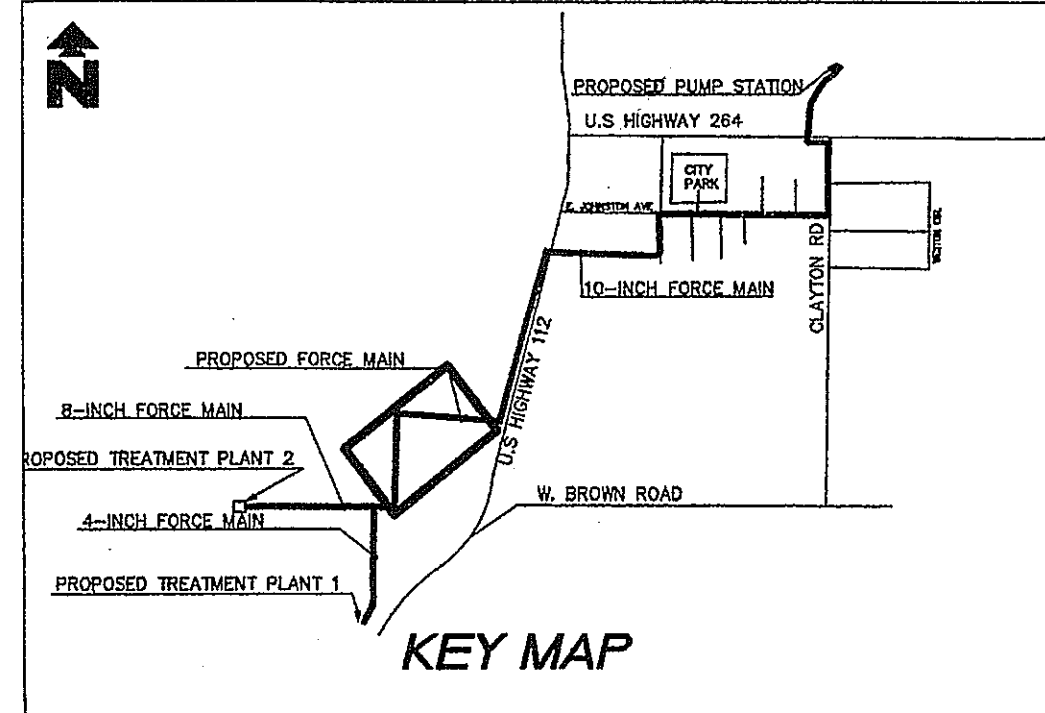 N
PROPOSED PUMP STATION
U.S HIGHWAY 264
CITY
PARK
E. JOHNSTON AVE
CLAYTON RD
10-INCH FORCE MAIN
U.S HIGHWAY 112
PROPOSED FORCE MAIN
8-INCH FORCE MAIN
ROPOSED TREATMENT PLANT 2
W. BROWN ROAD
4-INCH FORCE MAIN
PROPOSED TREATMENT PLANT 1
KEY MAP